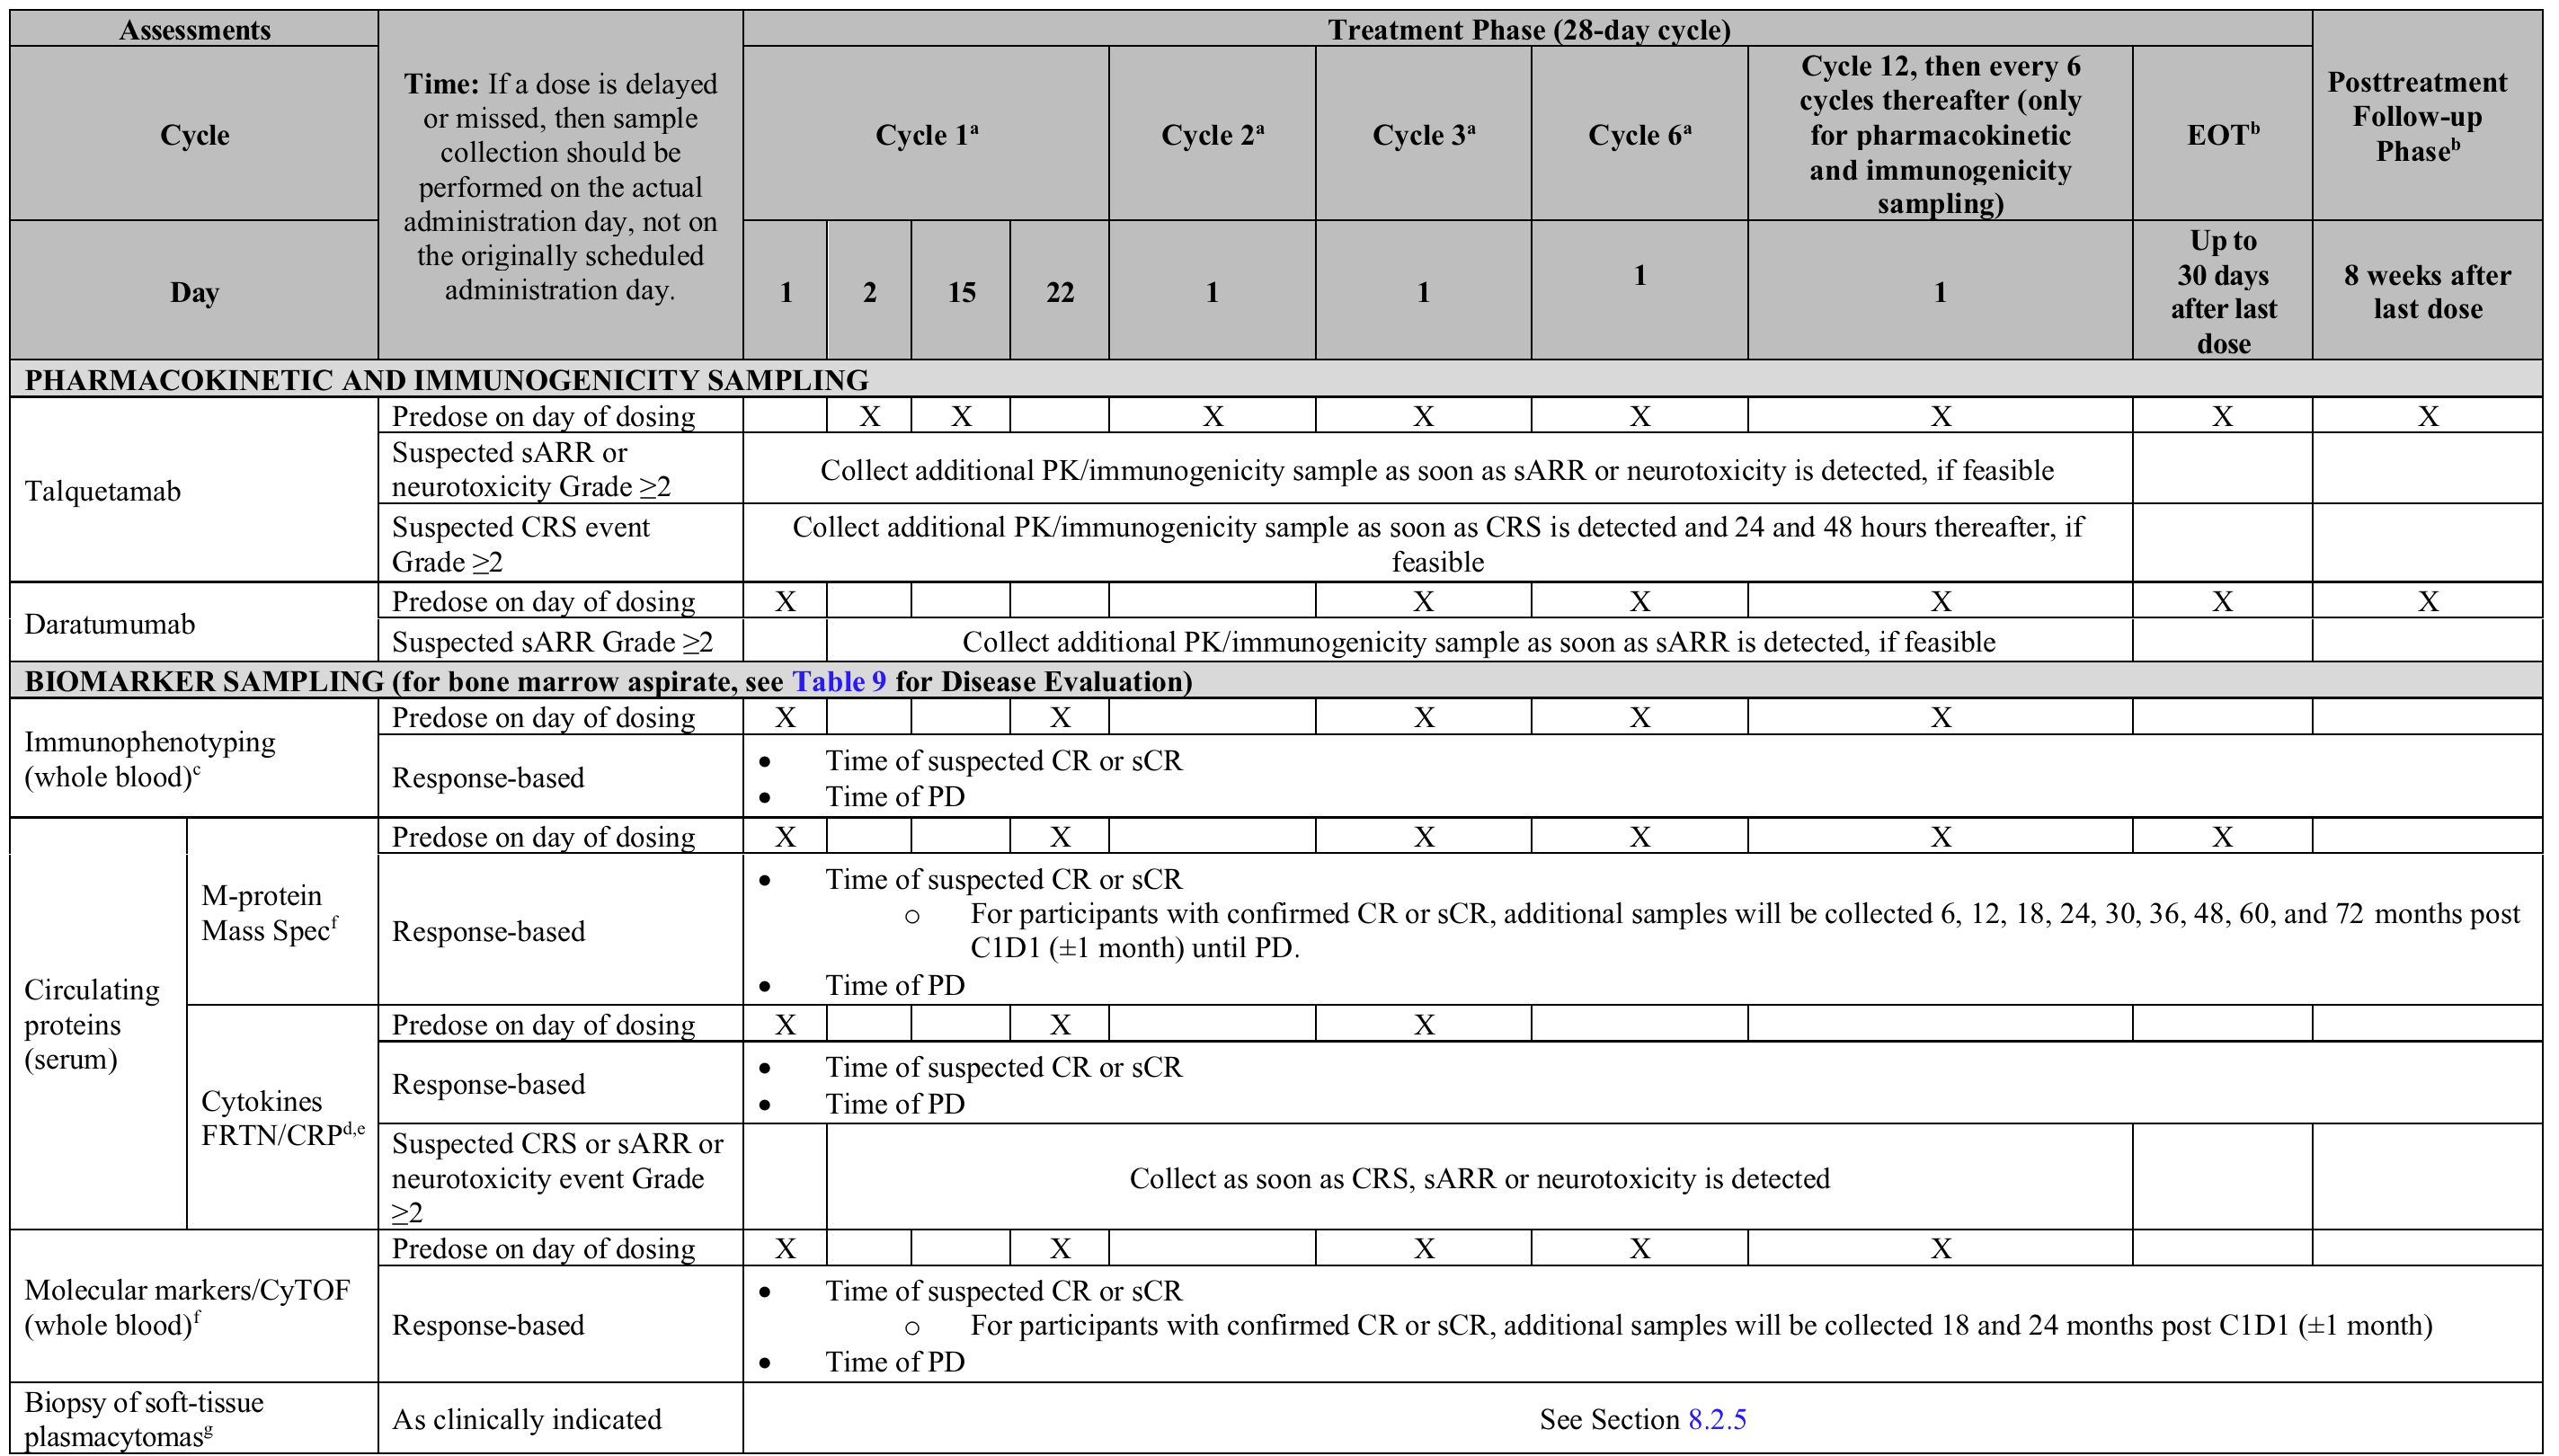 Assessments
Time: If a dose is delayed
or missed, then sample
collection should be
performed on the actual
administration day, not on
the originally scheduled
administration day.
Treatment Phase (28-day cycle)
Posttreatment
Follow-up
Phaseᵇ
Cycle
Cycle 1ᵃ
Cycle 2ᵃ
Cycle 3ᵃ
Cycle 6ᵃ
Cycle 12, then every 6
cycles thereafter (only
for pharmacokinetic
and immunogenicity
sampling)
EOTᵇ
Day
1
2
15
22
1
1
1
1
Up to
30 days
after last
dose
8 weeks after
last dose
PHARMACOKINETIC AND IMMUNOGENICITY SAMPLING
Talquetamab
Predose on day of dosing
X X X X X X X X
Suspected sARR or
neurotoxicity Grade ≥2
Collect additional PK/immunogenicity sample as soon as sARR or neurotoxicity is detected, if feasible
Suspected CRS event
Grade ≥2
Collect additional PK/immunogenicity sample as soon as CRS is detected and 24 and 48 hours thereafter, if
feasible
Daratumumab
Predose on day of dosing
X X X X X X
Suspected sARR Grade ≥2
Collect additional PK/immunogenicity sample as soon as sARR is detected, if feasible
BIOMARKER SAMPLING (for bone marrow aspirate, see Table 9 for Disease Evaluation)
Immunophenotyping
(whole blood)ᶜ
Predose on day of dosing
X X X X X
Response-based
• Time of suspected CR or sCR
• Time of PD
Circulating
proteins
(serum)
M-protein
Mass Specᶠ
Predose on day of dosing
X X X X X X
Response-based
• Time of suspected CR or sCR
o For participants with confirmed CR or sCR, additional samples will be collected 6, 12, 18, 24, 30, 36, 48, 60, and 72 months post
C1D1 (±1 month) until PD.
• Time of PD
Cytokines
FRTN/CRPᵈ,ᵉ
Predose on day of dosing
X X X
Response-based
• Time of suspected CR or sCR
• Time of PD
Suspected CRS or sARR or
neurotoxicity event Grade
≥2
Collect as soon as CRS, sARR or neurotoxicity is detected
Molecular markers/CyTOF
(whole blood)ᶠ
Predose on day of dosing
X X X X X
Response-based
• Time of suspected CR or sCR
o For participants with confirmed CR or sCR, additional samples will be collected 18 and 24 months post C1D1 (±1 month)
• Time of PD
Biopsy of soft-tissue
plasmacytomasᵍ
As clinically indicated
See Section 8.2.5